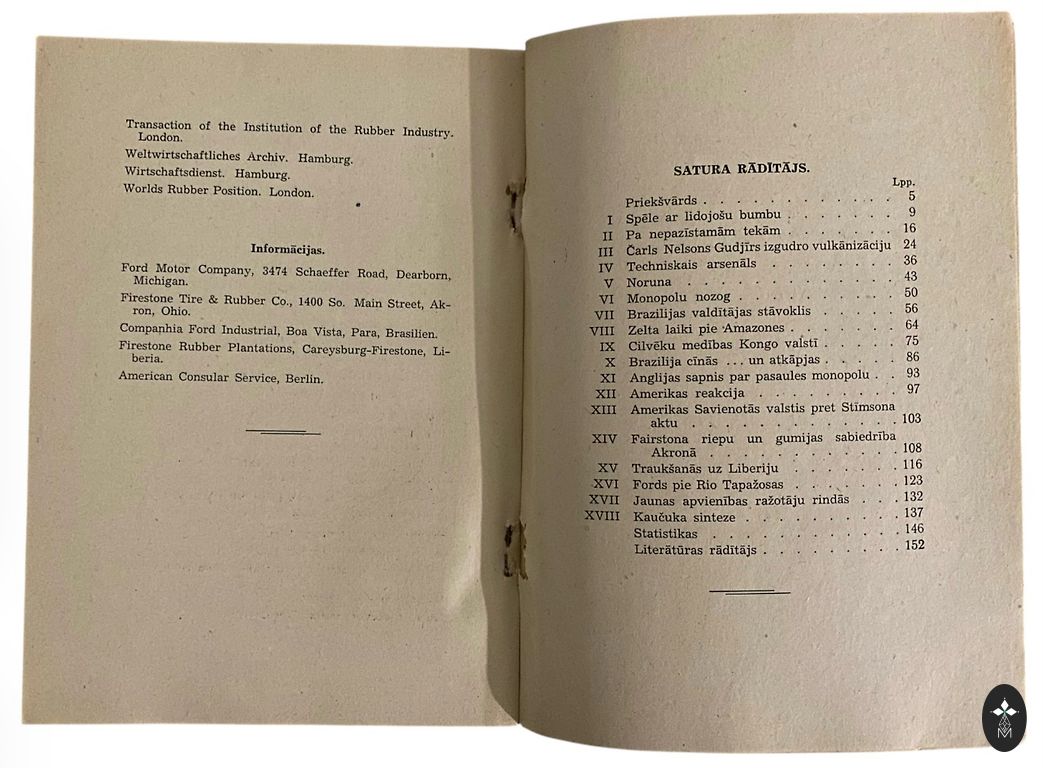 Transaction of the Institution of the Rubber Industry.
London.
Weltwirtschaftliches Archiv. Hamburg.
Wirtschaftsdienst. Hamburg.
Worlds Rubber Position. London.
Informācijas.
Ford Motor Company, 3474 Schaeffer Road, Dearborn,
Michigan.
Firestone Tire & Rubber Co., 1400 So. Main Street, Ak-
ron, Ohio.
Companhia Ford Industrial, Boa Vista, Para, Brasilien.
Firestone Rubber Plantations, Careysburg-Firestone, Li-
beria.
American Consular Service, Berlin.
SATURA RĀDĪTĀJS.
Lpp.
Priekšvārds . . . . . . . . . . . . 5
I Spēle ar lidojošu bumbu . . . . . . . 9
II Pa nepazīstamām tekām . . . . . . . 16
III Čarls Nelsons Gudjīrs izgudro vulkānizāciju 24
IV Techniskais arsenāls . . . . . . . . 36
V Noruna . . . . . . . . . . . . . 43
VI Monopolu nozog . . . . . . . . . . 50
VII Brazilijas valdītājas stāvoklis . . . . . 56
VIII Zelta laiki pie Amazones . . . . . . . 64
IX Cilvēku medības Kongo valstī . . . . . 75
X Brazilija cīnās ... un atkāpjas . . . . . 86
XI Anglijas sapnis par pasaules monopolu . . 93
XII Amerikas reakcija . . . . . . . . . 97
XIII Amerikas Savienotās valstis pret Stīmsona
aktu . . . . . . . . . . . . . 103
XIV Fairstona riepu un gumijas sabiedrība
Akronā . . . . . . . . . . . . 108
XV Traukšanās uz Liberiju . . . . . . . 116
XVI Fords pie Rio Tapažosas . . . . . . . 123
XVII Jaunas apvienības ražotāju rindās . . . 132
XVIII Kaučuka sinteze . . . . . . . . . . 137
Statistikas . . . . . . . . . . . . 146
Literātūras rādītājs . . . . . . . . . 152
M